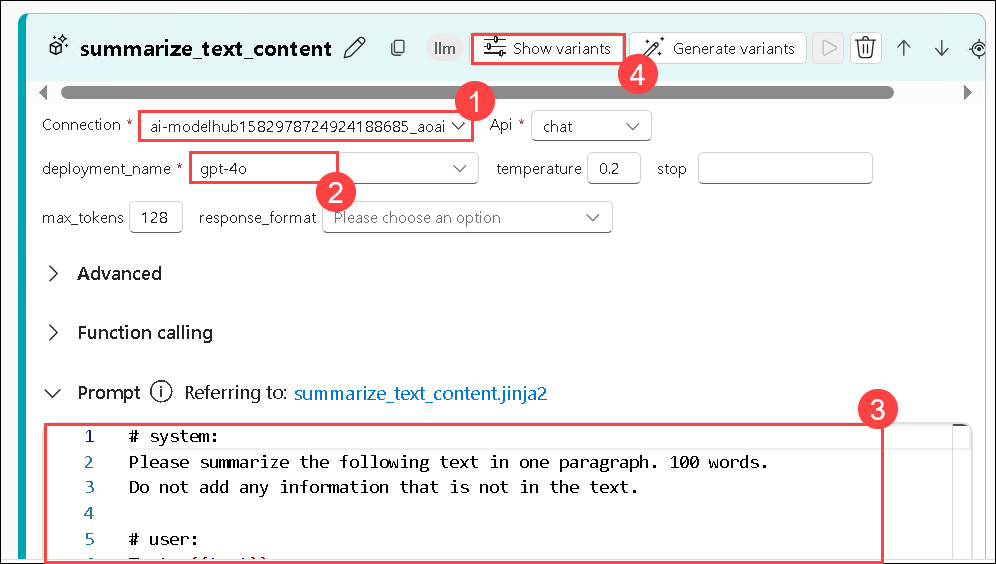 summarize_text_content llm Show variants Generate variants
4
1
Connection * ai-modelhub1582978724924188685_aoai Api * chat
deployment_name * gpt-4o temperature 0.2 stop
2
max_tokens 128 response_format Please choose an option
Advanced
Function calling
Prompt Referring to: summarize_text_content.jinja2
3
1 # system:
2 Please summarize the following text in one paragraph. 100 words.
3 Do not add any information that is not in the text.
4
5 # user: